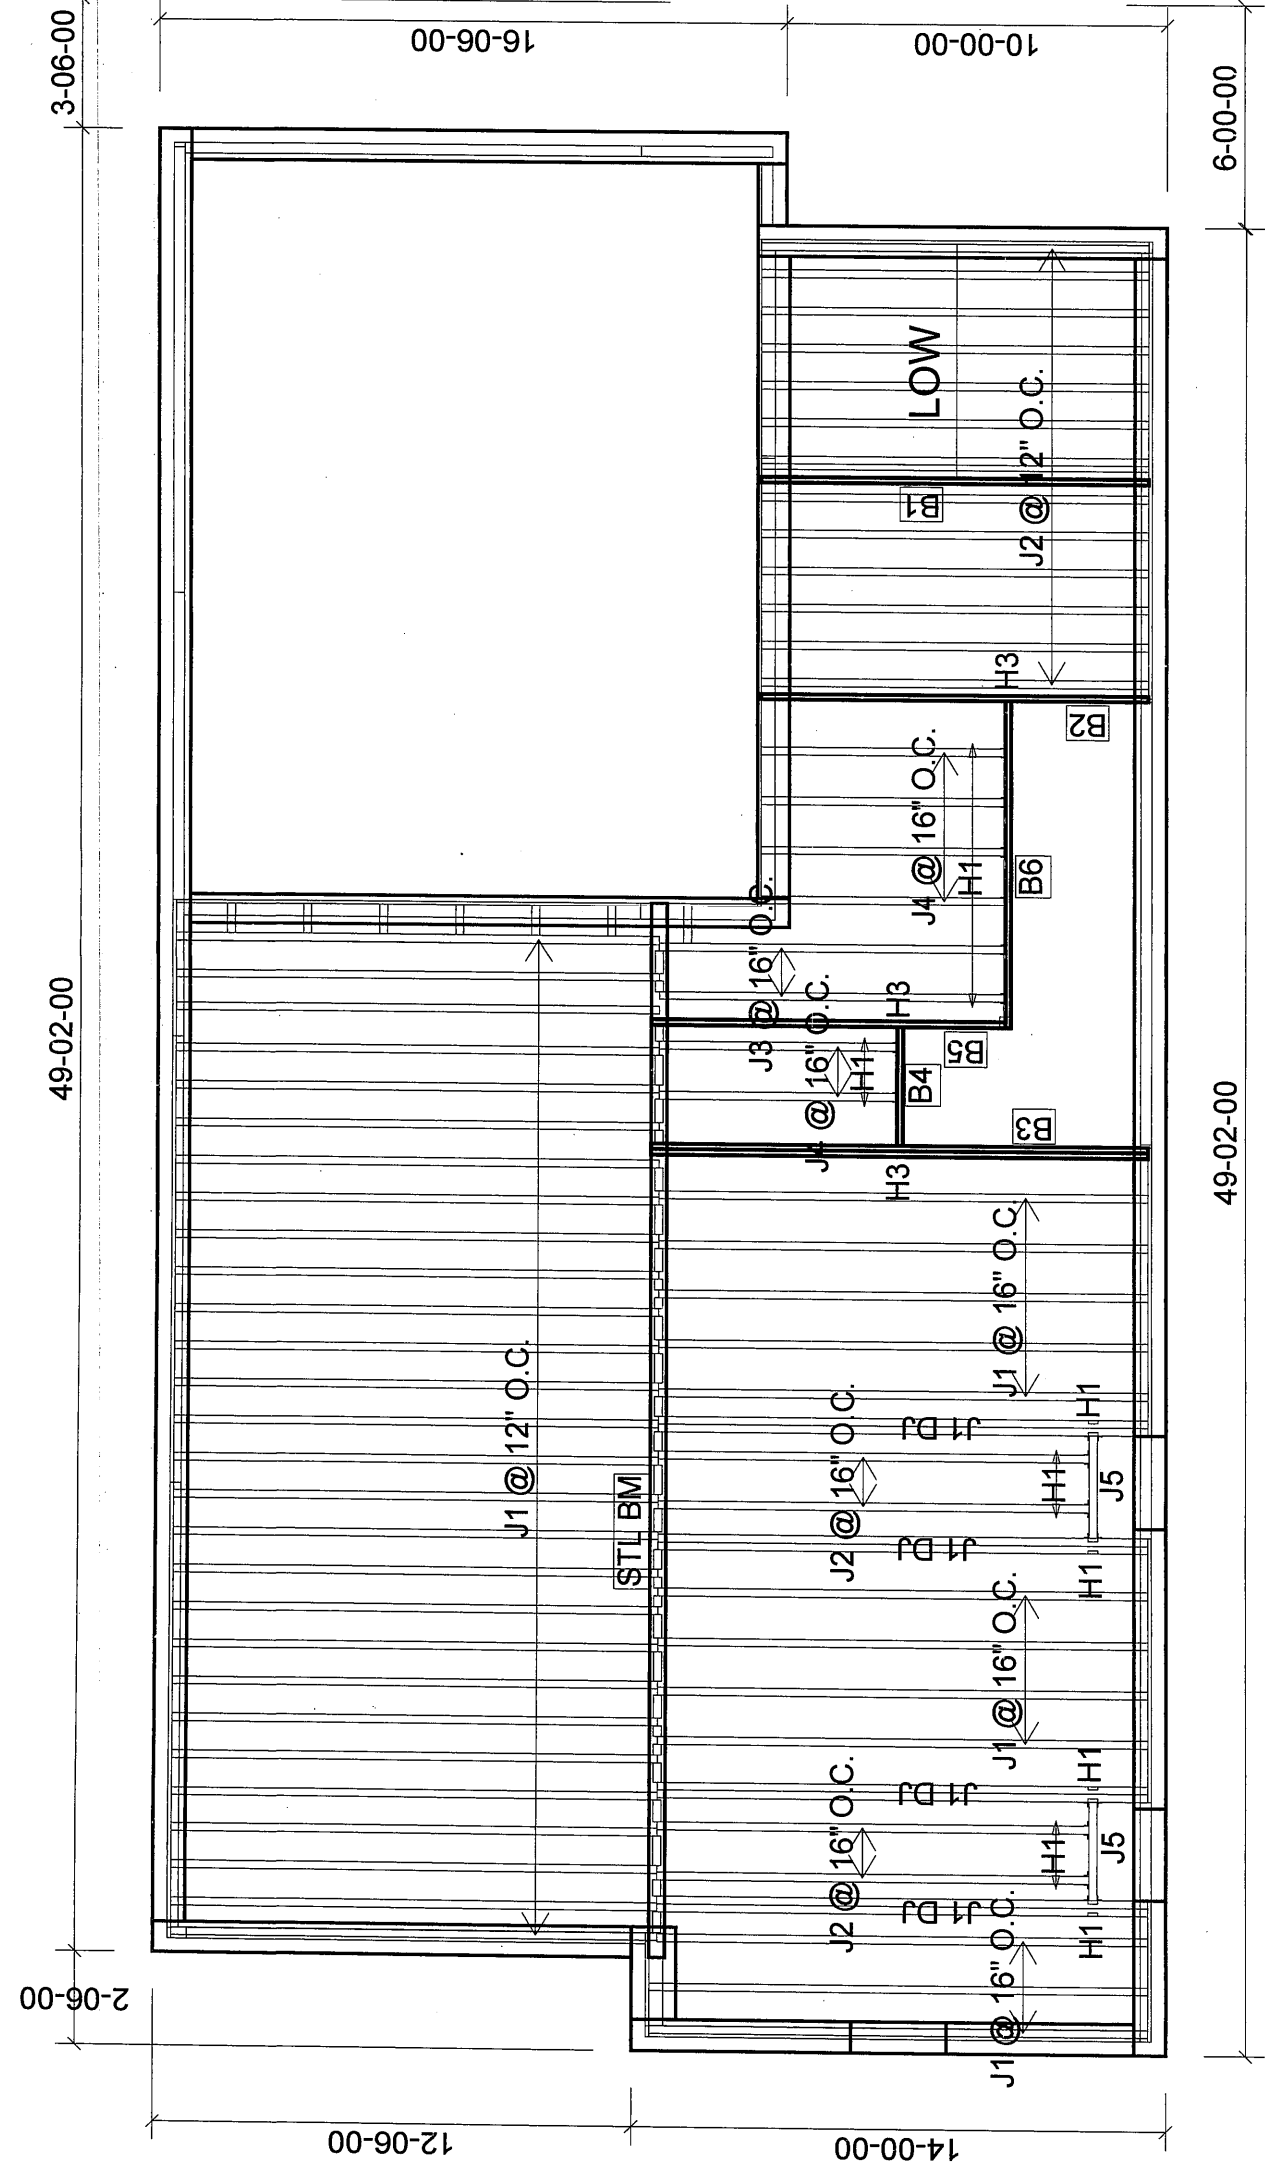 3-06-00
16-06-00
10-00-00
6-00-00
LOW
J2 @ 12" O.C.
B1
H3
B2
J4 @ 16" O.C.
H1
B6
J3 @ 16" O.C.
H3
J4 @ 16" O.C.
H1
B5
B4
B3
H3
49-02-00
49-02-00
J1 @ 12" O.C.
STL BM
J1 @ 16" O.C.
J1 DJ
H1
J2 @ 16" O.C.
H1
J5
J1 DJ
H1
J1 @ 16" O.C.
J1 DJ
H1
J2 @ 16" O.C.
H1
J5
J1 DJ
H1
J1 @ 16" O.C.
2-06-00
12-06-00
14-00-00